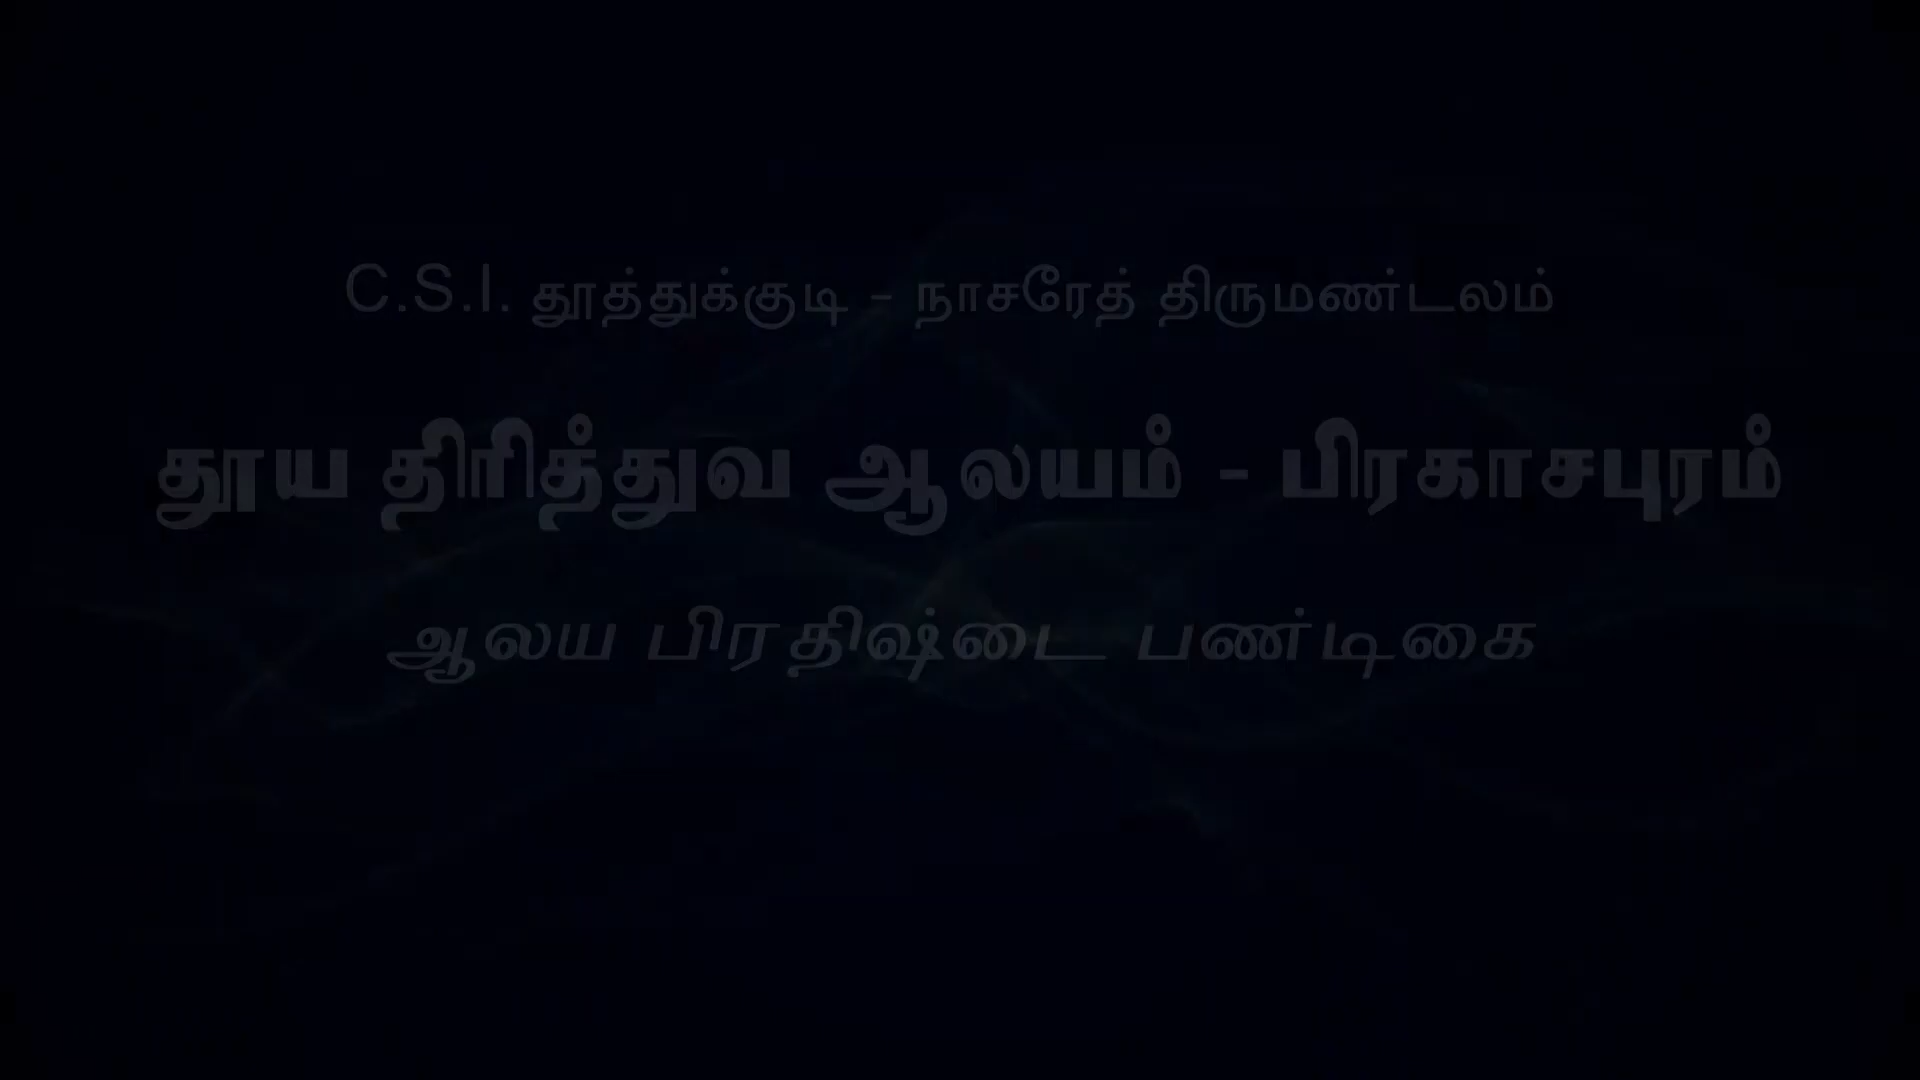 C.S.I. தூத்துக்குடி - நாசரேத் திருமண்டலம்
தூய திரித்துவ ஆலயம் - பிரகாசபுரம்
ஆலய பிரதிஷ்டை பண்டிகை